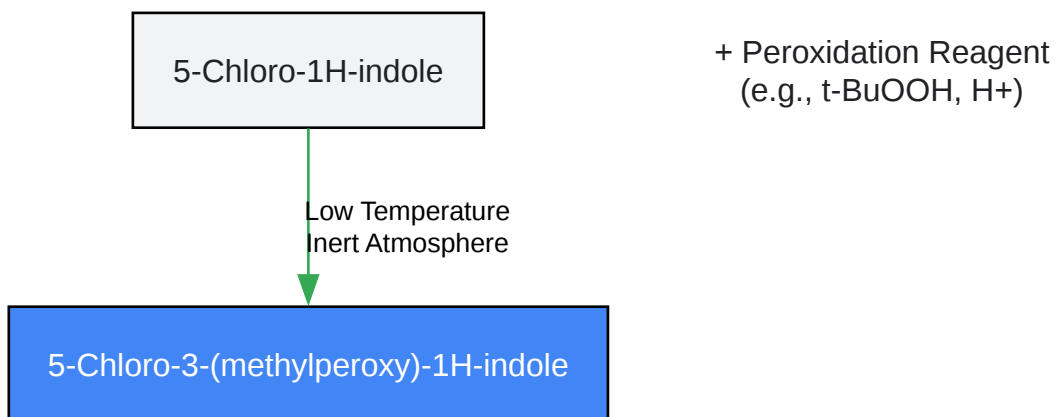 5-Chloro-1H-indole
+ Peroxidation Reagent
(e.g., t-BuOOH, H+)
Low Temperature
Inert Atmosphere
5-Chloro-3-(methylperoxy)-1H-indole